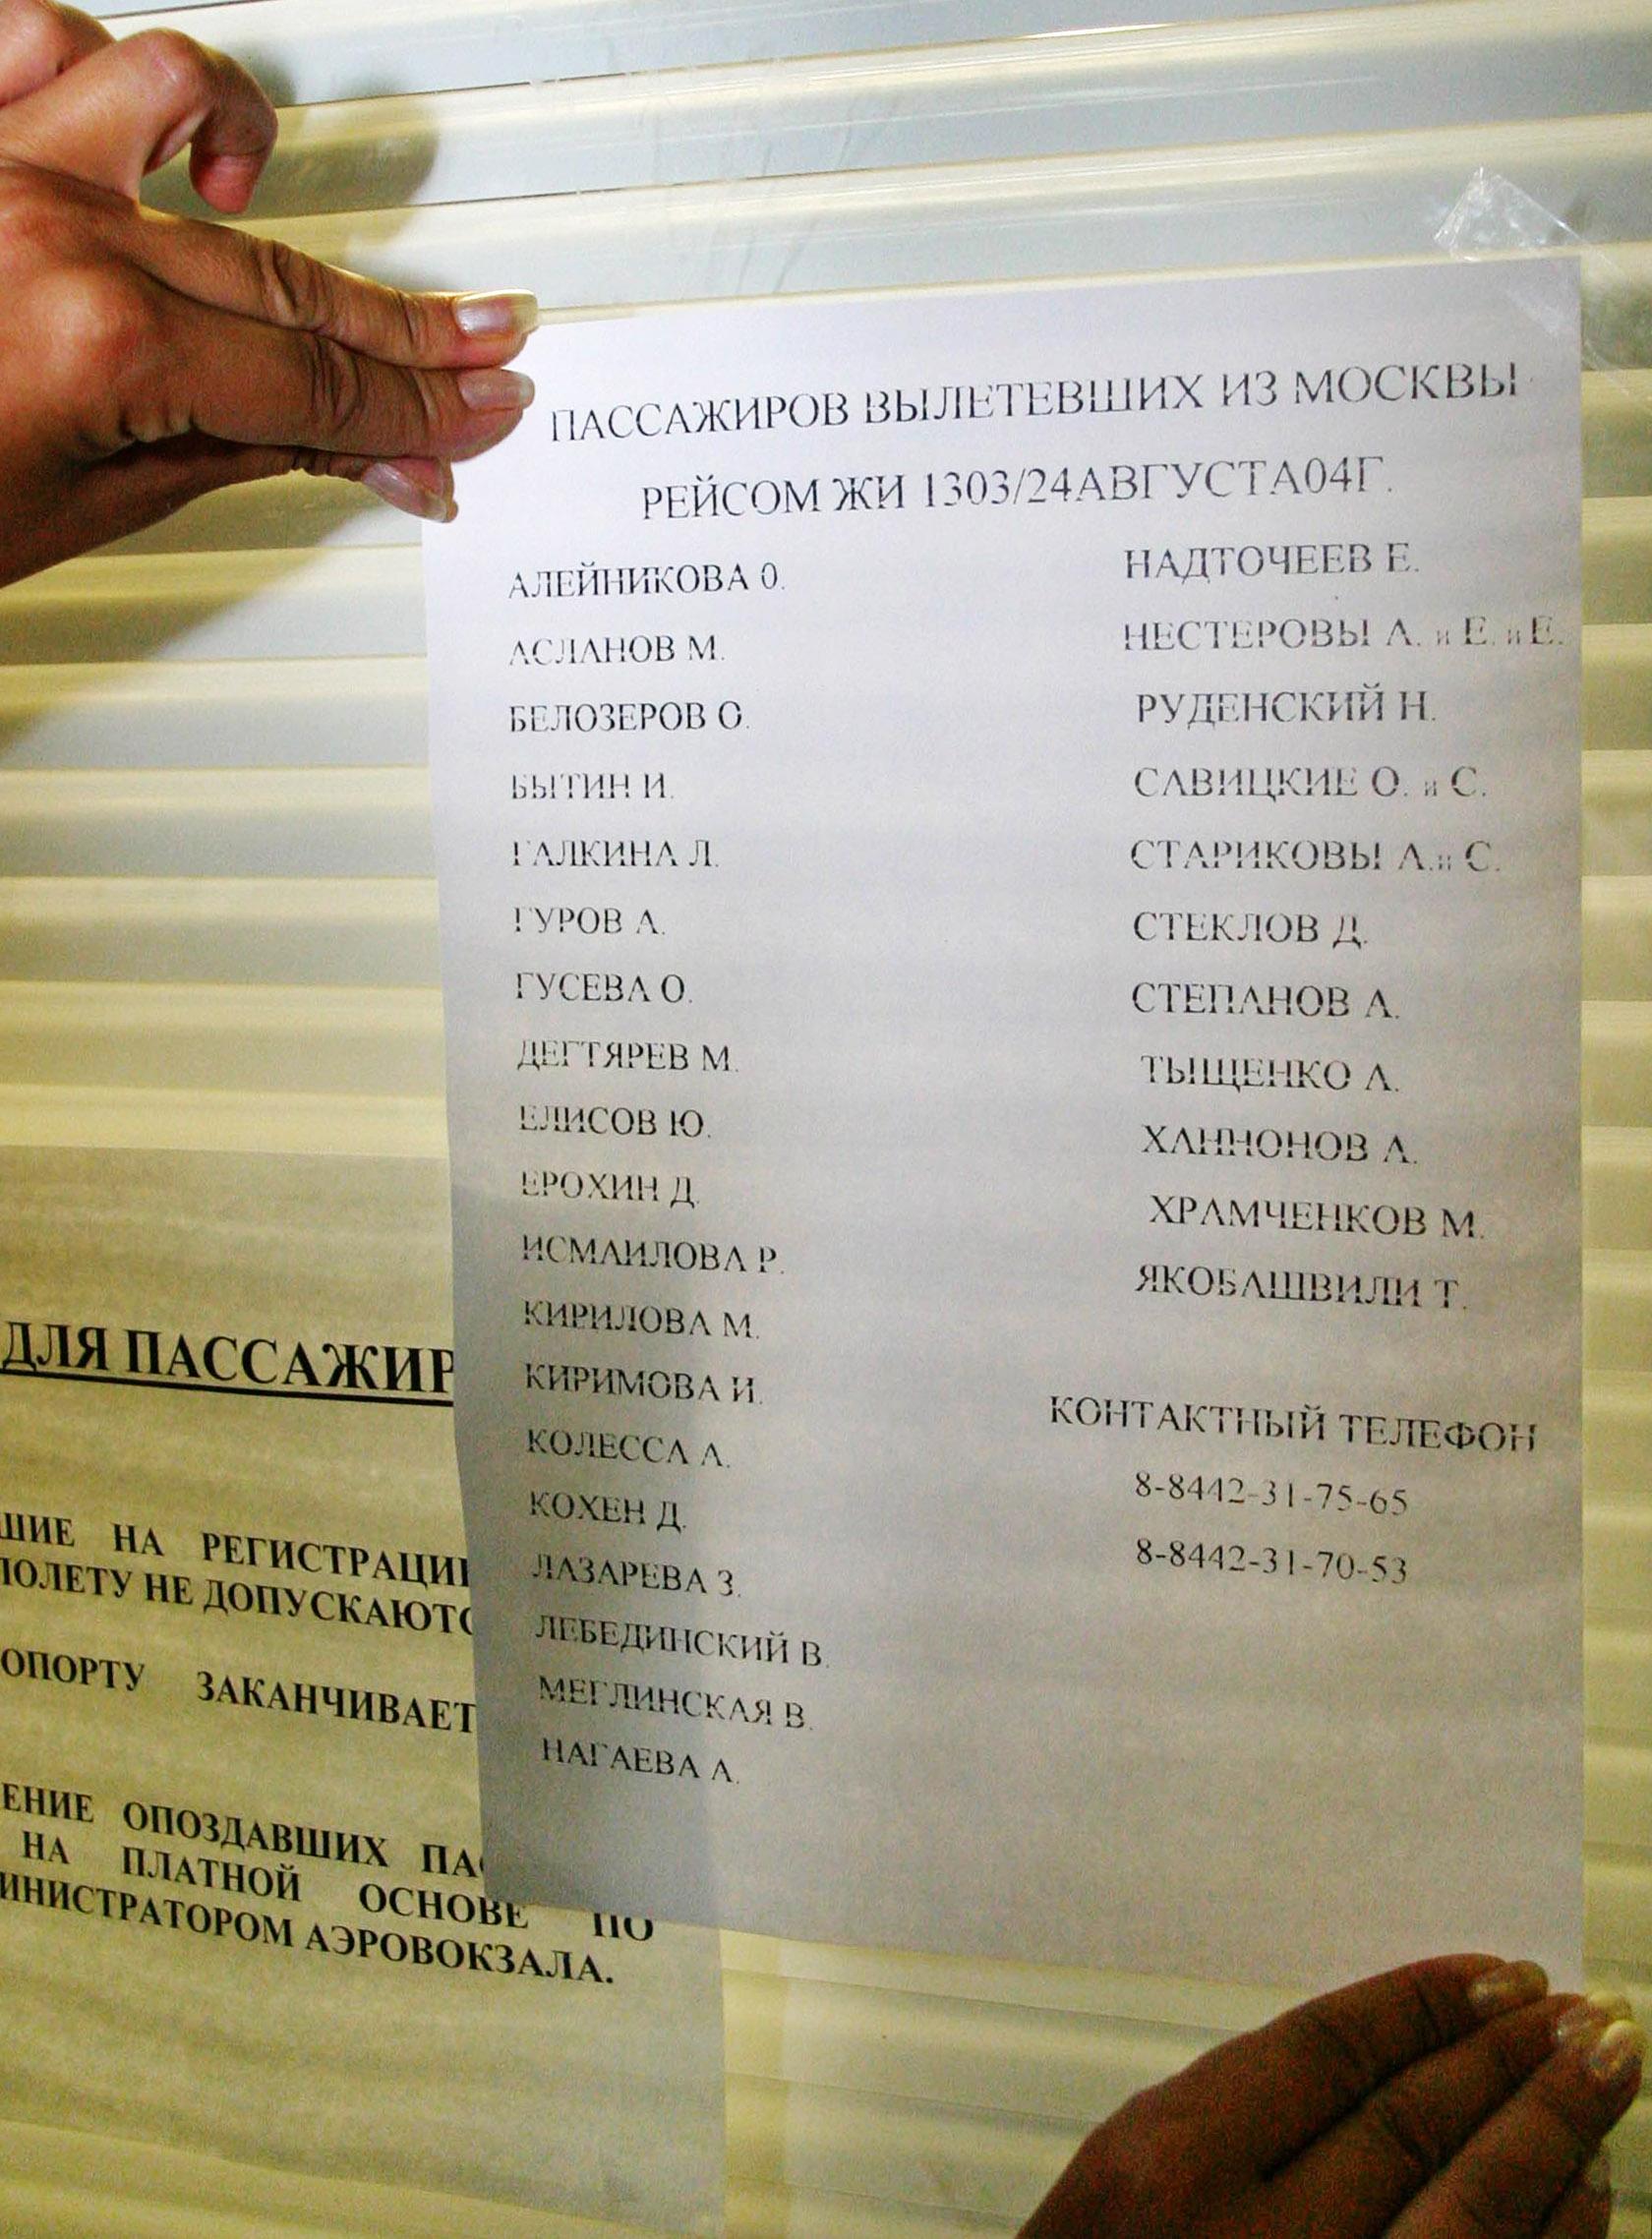 ПАССАЖИРОВ ВЫЛЕТЕВШИХ ИЗ МОСКВЫ
РЕЙСОМ ЖИ 1303/24АВГУСТА04Г.
АЛЕЙНИКОВА О.
АСЛАНОВ М.
БЕЛОЗЕРОВ О.
БЫТИН И.
ГАЛКИНА Л.
ГУРОВ А.
ГУСЕВА О.
ДЕГТЯРЕВ М.
ЕЛИСОВ Ю.
ЕРОХИН Д.
ИСМАИЛОВА Р.
КИРИЛОВА М.
КИРИМОВА И.
КОЛЕССА А.
КОХЕН Д.
ЛАЗАРЕВА З.
ЛЕБЕДИНСКИЙ В.
МЕГЛИНСКАЯ В.
НАГАЕВА А.
НАДТОЧЕЕВ Е.
НЕСТЕРОВЫ А. и Е. и Е.
РУДЕНСКИЙ Н.
САВИЦКИЕ О. и С.
СТАРИКОВЫ А.и С.
СТЕКЛОВ Д.
СТЕПАНОВ А.
ТЫЩЕНКО А.
ХАННОНОВ А.
ХРАМЧЕНКОВ М.
ЯКОБАШВИЛИ Т.
КОНТАКТНЫЙ ТЕЛЕФОН
8-8442-31-75-65
8-8442-31-70-53
ДЛЯ ПАССАЖИР
ШИЕ НА РЕГИСТРАЦИ
ПОЛЕТУ НЕ ДОПУСКАЮТС
ОПОРТУ ЗАКАНЧИВАЕТ
ЕНИЕ ОПОЗДАВШИХ ПАС
НА ПЛАТНОЙ ОСНОВЕ ПО
ИНИСТРАТОРОМ АЭРОВОКЗАЛА.